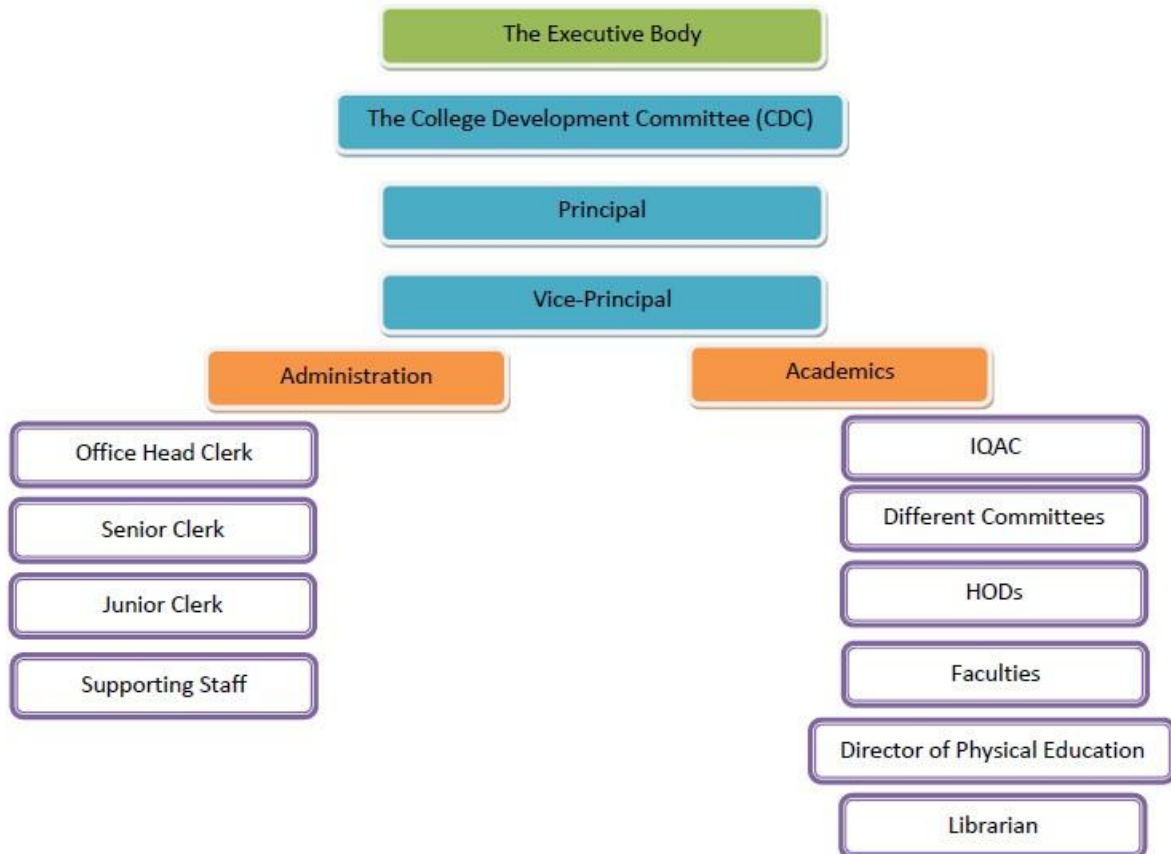 The Executive Body
The College Development Committee (CDC)
Principal
Vice-Principal
Administration
Academics
Office Head Clerk
Senior Clerk
Junior Clerk
Supporting Staff
IQAC
Different Committees
HODs
Faculties
Director of Physical Education
Librarian